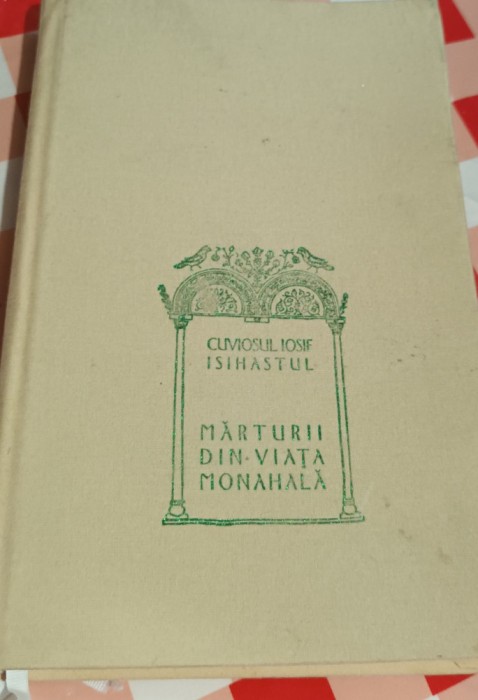 CUVIOSUL IOSIF
ISIHASTUL
MĂRTURII
DIN·VIAȚA
MONAHALĂ